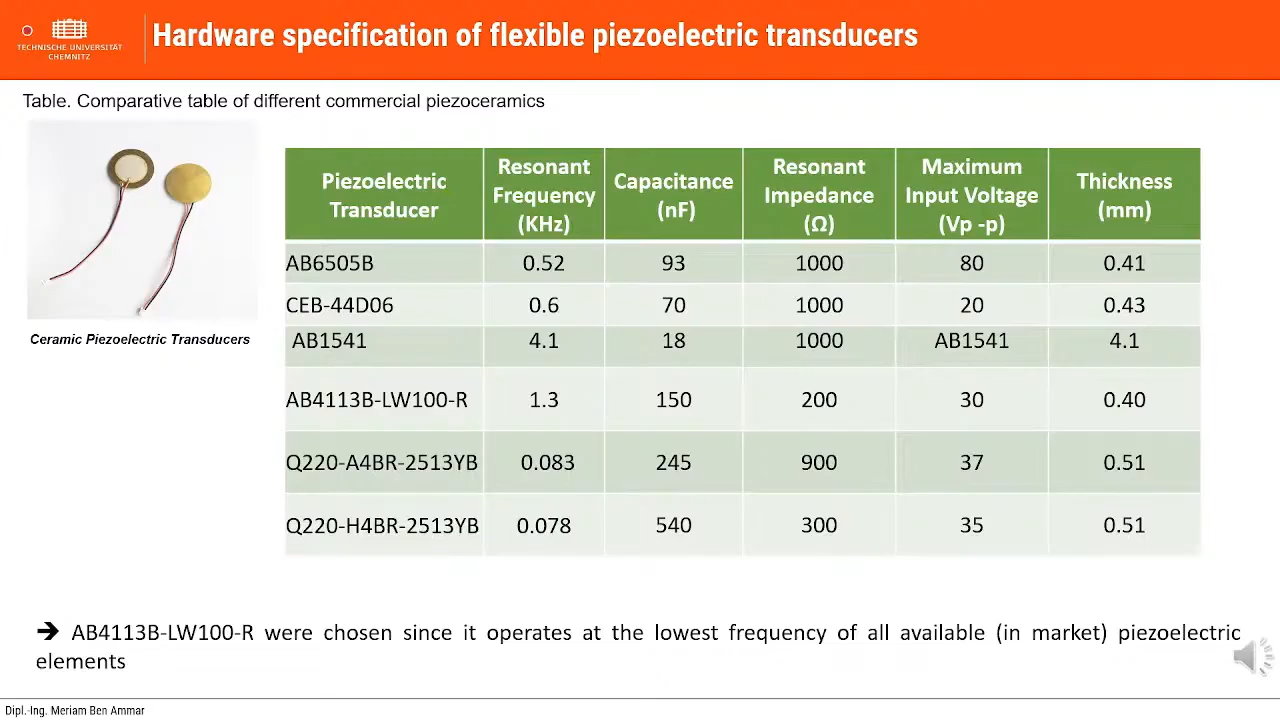 TECHNISCHE UNIVERSITÄT
CHEMNITZ
Hardware specification of flexible piezoelectric transducers
Table. Comparative table of different commercial piezoceramics
Ceramic Piezoelectric Transducers
Piezoelectric Transducer | Resonant Frequency (KHz) | Capacitance (nF) | Resonant Impedance (Ω) | Maximum Input Voltage (Vp -p) | Thickness (mm)
AB6505B | 0.52 | 93 | 1000 | 80 | 0.41
CEB-44D06 | 0.6 | 70 | 1000 | 20 | 0.43
AB1541 | 4.1 | 18 | 1000 | AB1541 | 4.1
AB4113B-LW100-R | 1.3 | 150 | 200 | 30 | 0.40
Q220-A4BR-2513YB | 0.083 | 245 | 900 | 37 | 0.51
Q220-H4BR-2513YB | 0.078 | 540 | 300 | 35 | 0.51
➔ AB4113B-LW100-R were chosen since it operates at the lowest frequency of all available (in market) piezoelectric
elements
Dipl.-Ing. Meriam Ben Ammar